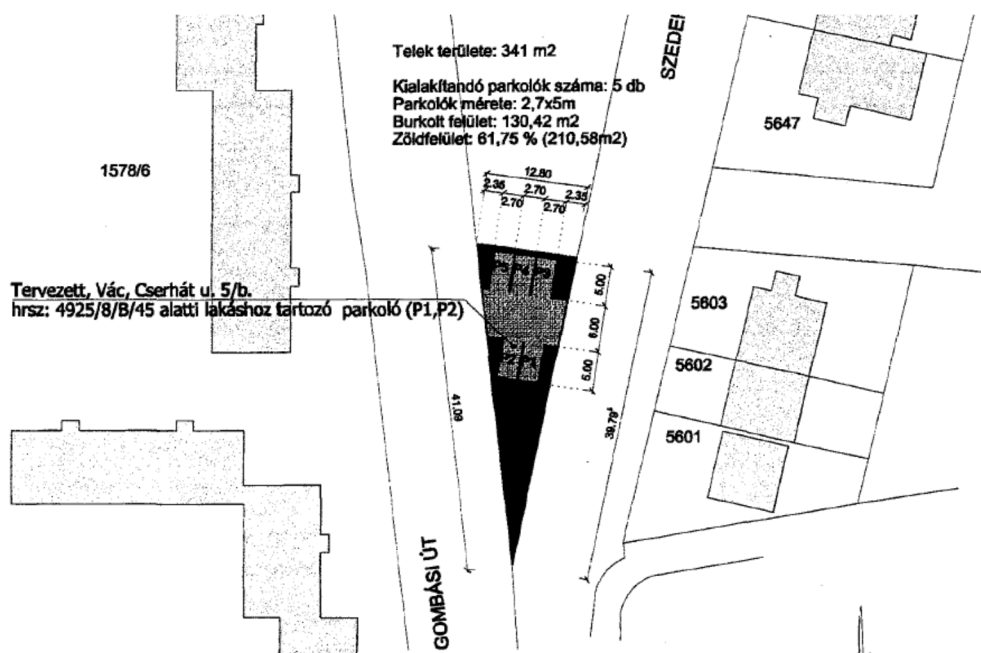 Telek területe: 341 m2
SZEDER
Kialakítandó parkolók száma: 5 db
Parkolók mérete: 2,7x5m
Burkolt felület: 130,42 m2
Zöldfelület: 61,75 % (210,58m2)
5647
1578/6
12.80
2.35 2.70 2.35
2.70 2.70
Tervezett, Vác, Cserhát u. 5/b.
hrsz: 4925/8/B/45 alatti lakáshoz tartozó parkoló (P1,P2)
5.00
6.00
5.00
5603
5602
5601
41.09
39.79⁵
GOMBÁSI ÚT